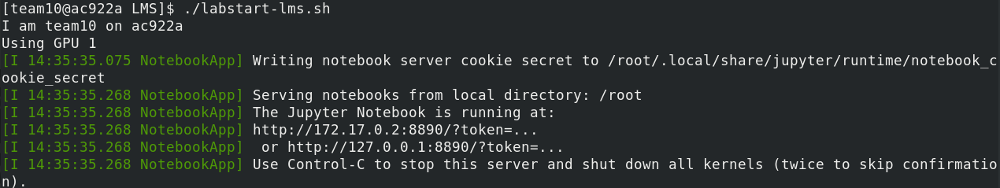 [team10@ac922a LMS]$ ./labstart-lms.sh
I am team10 on ac922a
Using GPU 1
[I 14:35:35.075 NotebookApp] Writing notebook server cookie secret to /root/.local/share/jupyter/runtime/notebook_c
ookie_secret
[I 14:35:35.268 NotebookApp] Serving notebooks from local directory: /root
[I 14:35:35.268 NotebookApp] The Jupyter Notebook is running at:
[I 14:35:35.268 NotebookApp] http://172.17.0.2:8890/?token=...
[I 14:35:35.268 NotebookApp]  or http://127.0.0.1:8890/?token=...
[I 14:35:35.268 NotebookApp] Use Control-C to stop this server and shut down all kernels (twice to skip confirmatio
n).